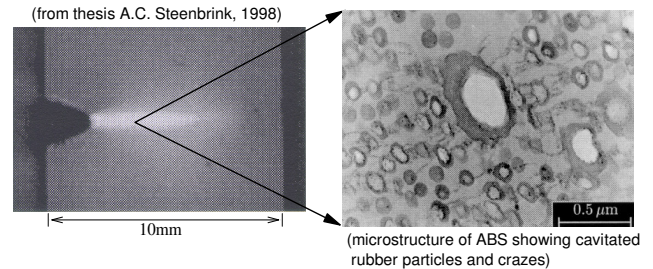 (from thesis A.C. Steenbrink, 1998)
10mm
0.5 μm
(microstructure of ABS showing cavitated
rubber particles and crazes)